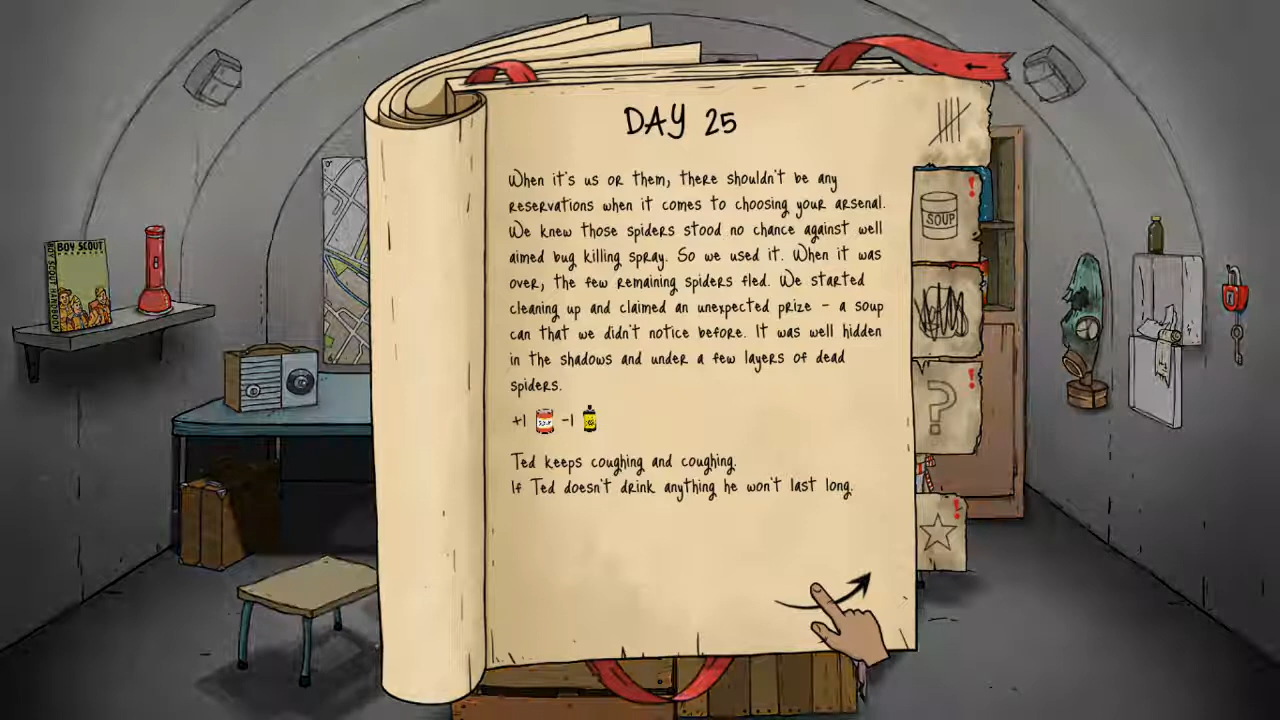 DAY 25
When it's us or them, there shouldn't be any
reservations when it comes to choosing your arsenal.
We knew those spiders stood no chance against well
aimed bug killing spray. So we used it. When it was
over, the few remaining spiders fled. We started
cleaning up and claimed an unexpected prize - a soup
can that we didn't notice before. It was well hidden
in the shadows and under a few layers of dead
spiders.
+1 -1
Ted keeps coughing and coughing.
If Ted doesn't drink anything he won't last long.
!
SOUP
!
?
!
BOY SCOUT